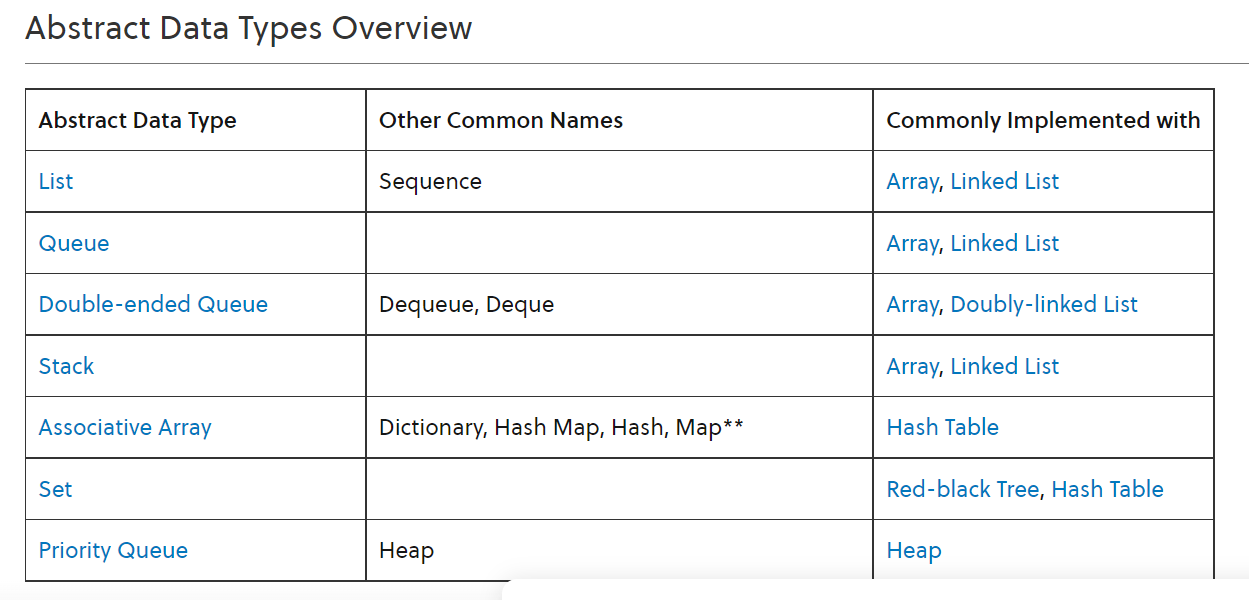 Abstract Data Types Overview
Abstract Data Type Other Common Names Commonly Implemented with
List Sequence Array, Linked List
Queue Array, Linked List
Double-ended Queue Dequeue, Deque Array, Doubly-linked List
Stack Array, Linked List
Associative Array Dictionary, Hash Map, Hash, Map** Hash Table
Set Red-black Tree, Hash Table
Priority Queue Heap Heap